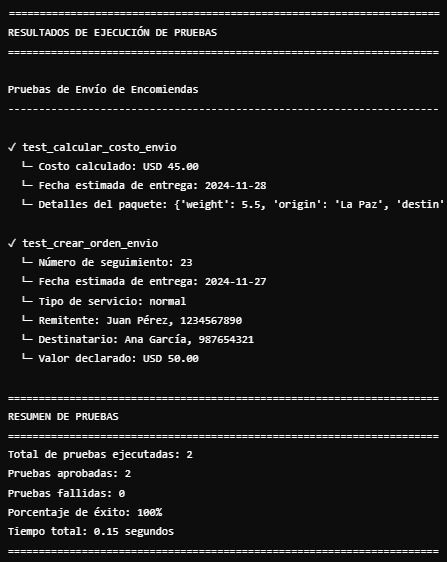 ======================================================================
RESULTADOS DE EJECUCIÓN DE PRUEBAS
======================================================================
Pruebas de Envío de Encomiendas
----------------------------------------------------------------------
✓ test_calcular_costo_envio
└─ Costo calculado: USD 45.00
└─ Fecha estimada de entrega: 2024-11-28
└─ Detalles del paquete: {'weight': 5.5, 'origin': 'La Paz', 'destin'
✓ test_crear_orden_envio
└─ Número de seguimiento: 23
└─ Fecha estimada de entrega: 2024-11-27
└─ Tipo de servicio: normal
└─ Remitente: Juan Pérez, 1234567890
└─ Destinatario: Ana García, 987654321
└─ Valor declarado: USD 50.00
======================================================================
RESUMEN DE PRUEBAS
======================================================================
Total de pruebas ejecutadas: 2
Pruebas aprobadas: 2
Pruebas fallidas: 0
Porcentaje de éxito: 100%
Tiempo total: 0.15 segundos
======================================================================